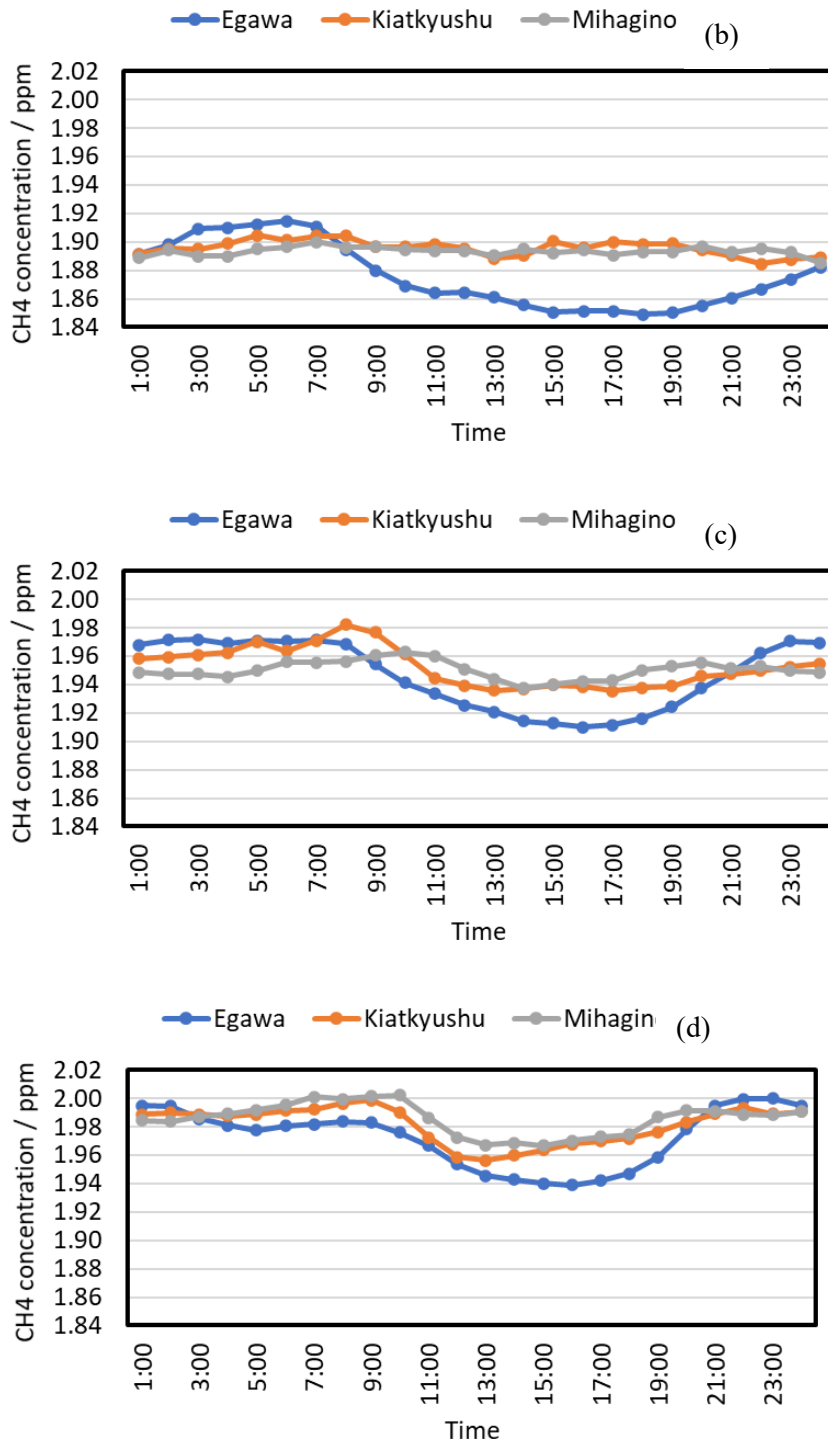 Egawa Kiatkyushu Mihagino (b)
CH4 concentration / ppm
2.02
2.00
1.98
1.96
1.94
1.92
1.90
1.88
1.86
1.84
1:00 3:00 5:00 7:00 9:00 11:00 13:00 15:00 17:00 19:00 21:00 23:00
Time
Egawa Kiatkyushu Mihagino (c)
CH4 concentration / ppm
2.02
2.00
1.98
1.96
1.94
1.92
1.90
1.88
1.86
1.84
1:00 3:00 5:00 7:00 9:00 11:00 13:00 15:00 17:00 19:00 21:00 23:00
Time
Egawa Kiatkyushu Mihagin (d)
CH4 concentration / ppm
2.02
2.00
1.98
1.96
1.94
1.92
1.90
1.88
1.86
1.84
1:00 3:00 5:00 7:00 9:00 11:00 13:00 15:00 17:00 19:00 21:00 23:00
Time